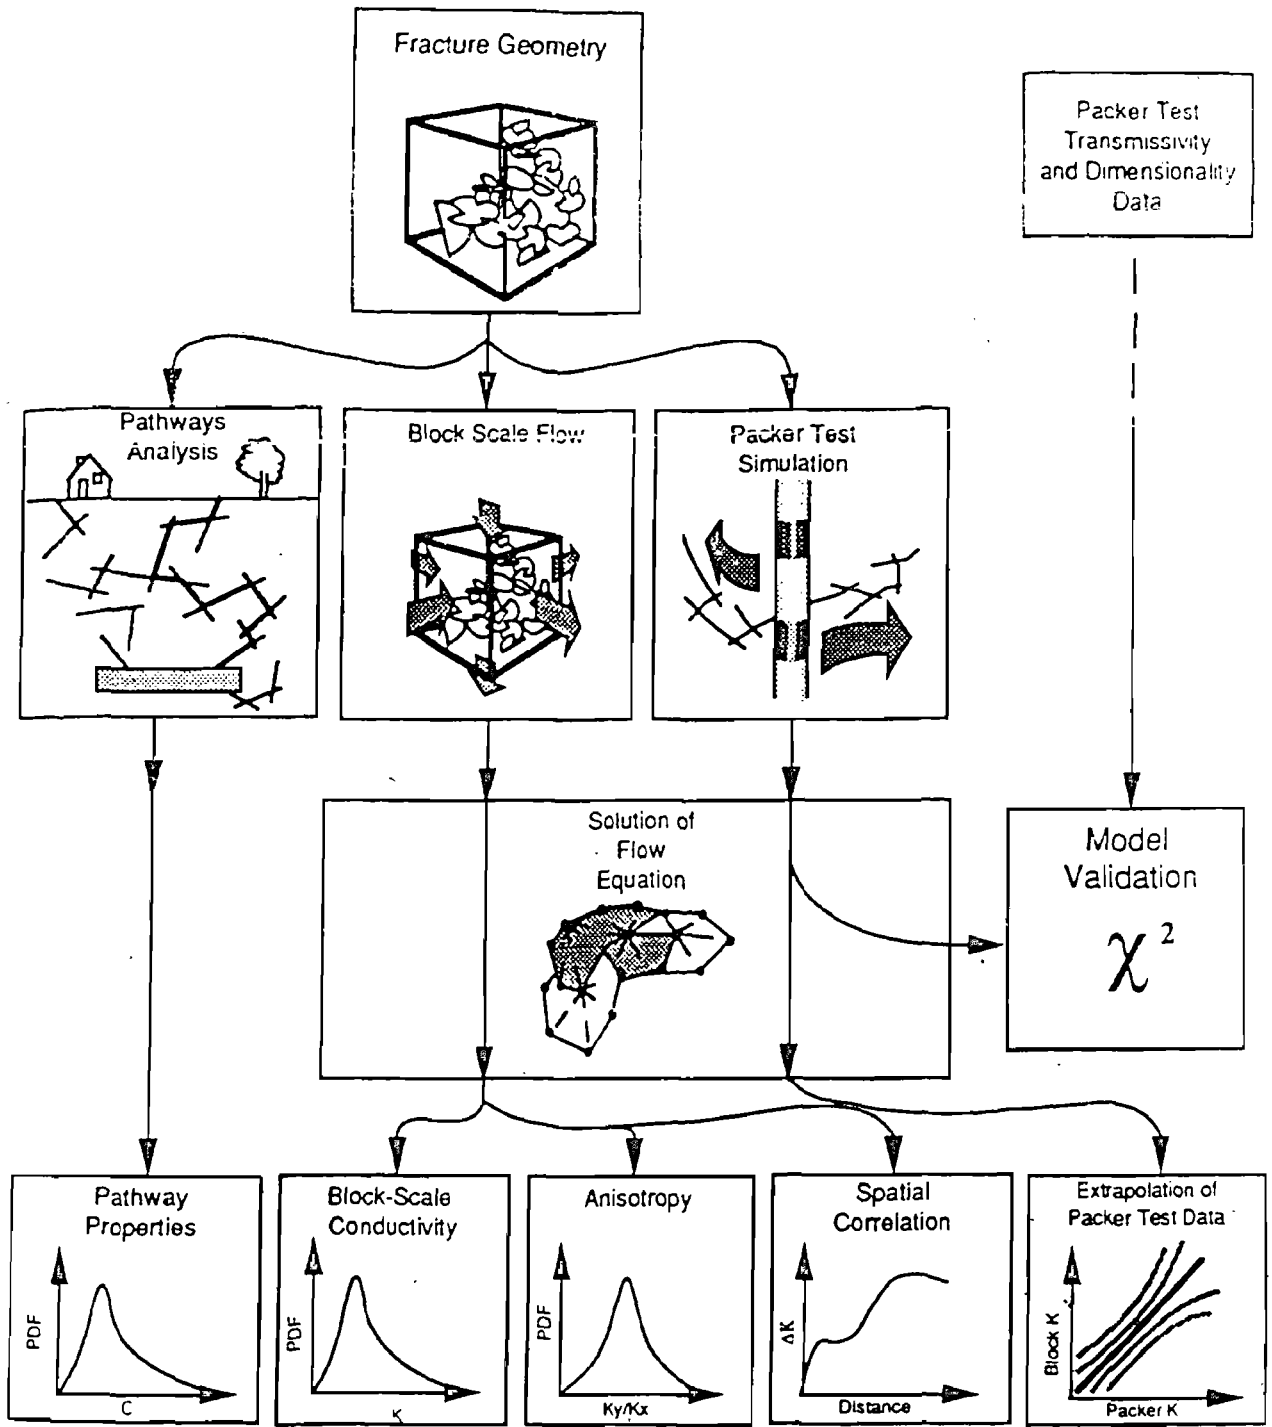 Fracture Geometry
Packer Test
Transmissivity
and Dimensionality
Data
Pathways
Analysis
Block Scale Flow
Packer Test
Simulation
Solution of
Flow
Equation
Model
Validation
χ²
Pathway
Properties
PDF
C
Block-Scale
Conductivity
PDF
K
Anisotropy
PDF
Ky/Kx
Spatial
Correlation
ΔK
Distance
Extrapolation of
Packer Test Data
Block K
Packer K